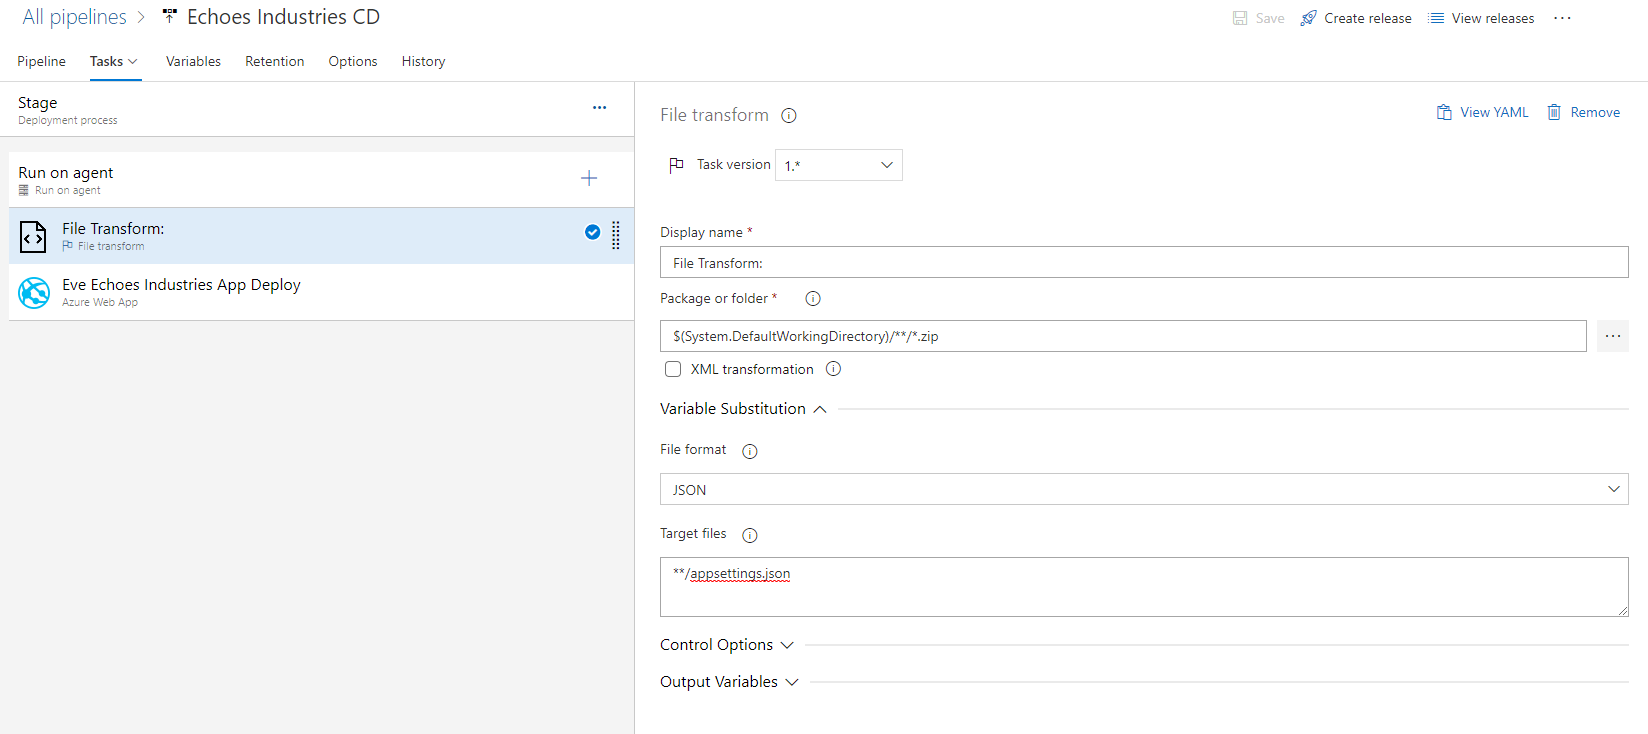 All pipelines > Echoes Industries CD
Save Create release View releases ...
Pipeline Tasks Variables Retention Options History
Stage
Deployment process
Run on agent
Run on agent
File Transform:
File transform
Eve Echoes Industries App Deploy
Azure Web App
File transform
View YAML Remove
Task version 1.*
Display name *
File Transform:
Package or folder *
$(System.DefaultWorkingDirectory)/**/*.zip
XML transformation
Variable Substitution
File format
JSON
Target files
**/appsettings.json
Control Options
Output Variables